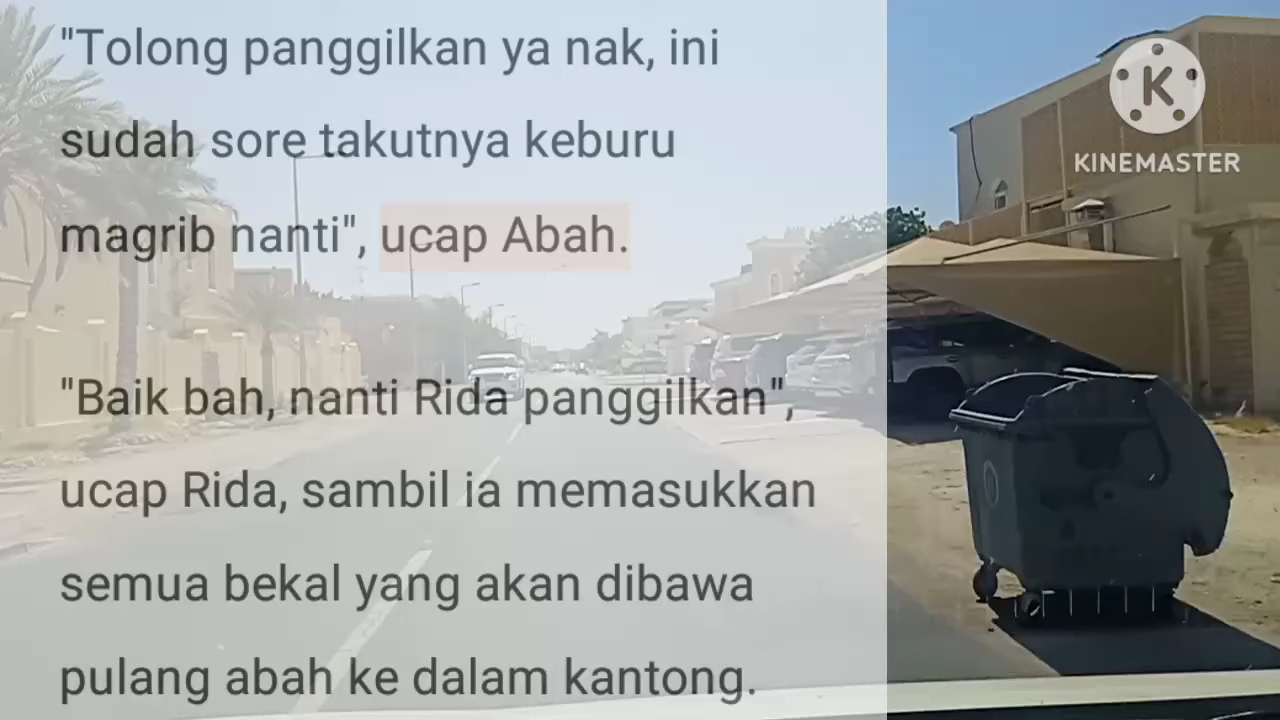 "Tolong panggilkan ya nak, ini
sudah sore takutnya keburu
magrib nanti", ucap Abah.
"Baik bah, nanti Rida panggilkan",
ucap Rida, sambil ia memasukkan
semua bekal yang akan dibawa
pulang abah ke dalam kantong.
K
KINEMASTER